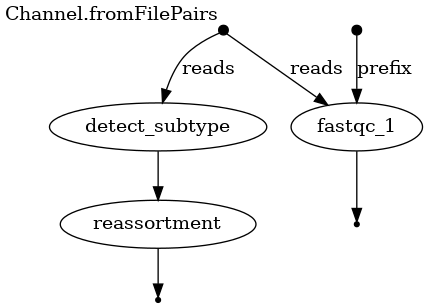 Channel.fromFilePairs
reads
reads
prefix
detect_subtype
fastqc_1
reassortment